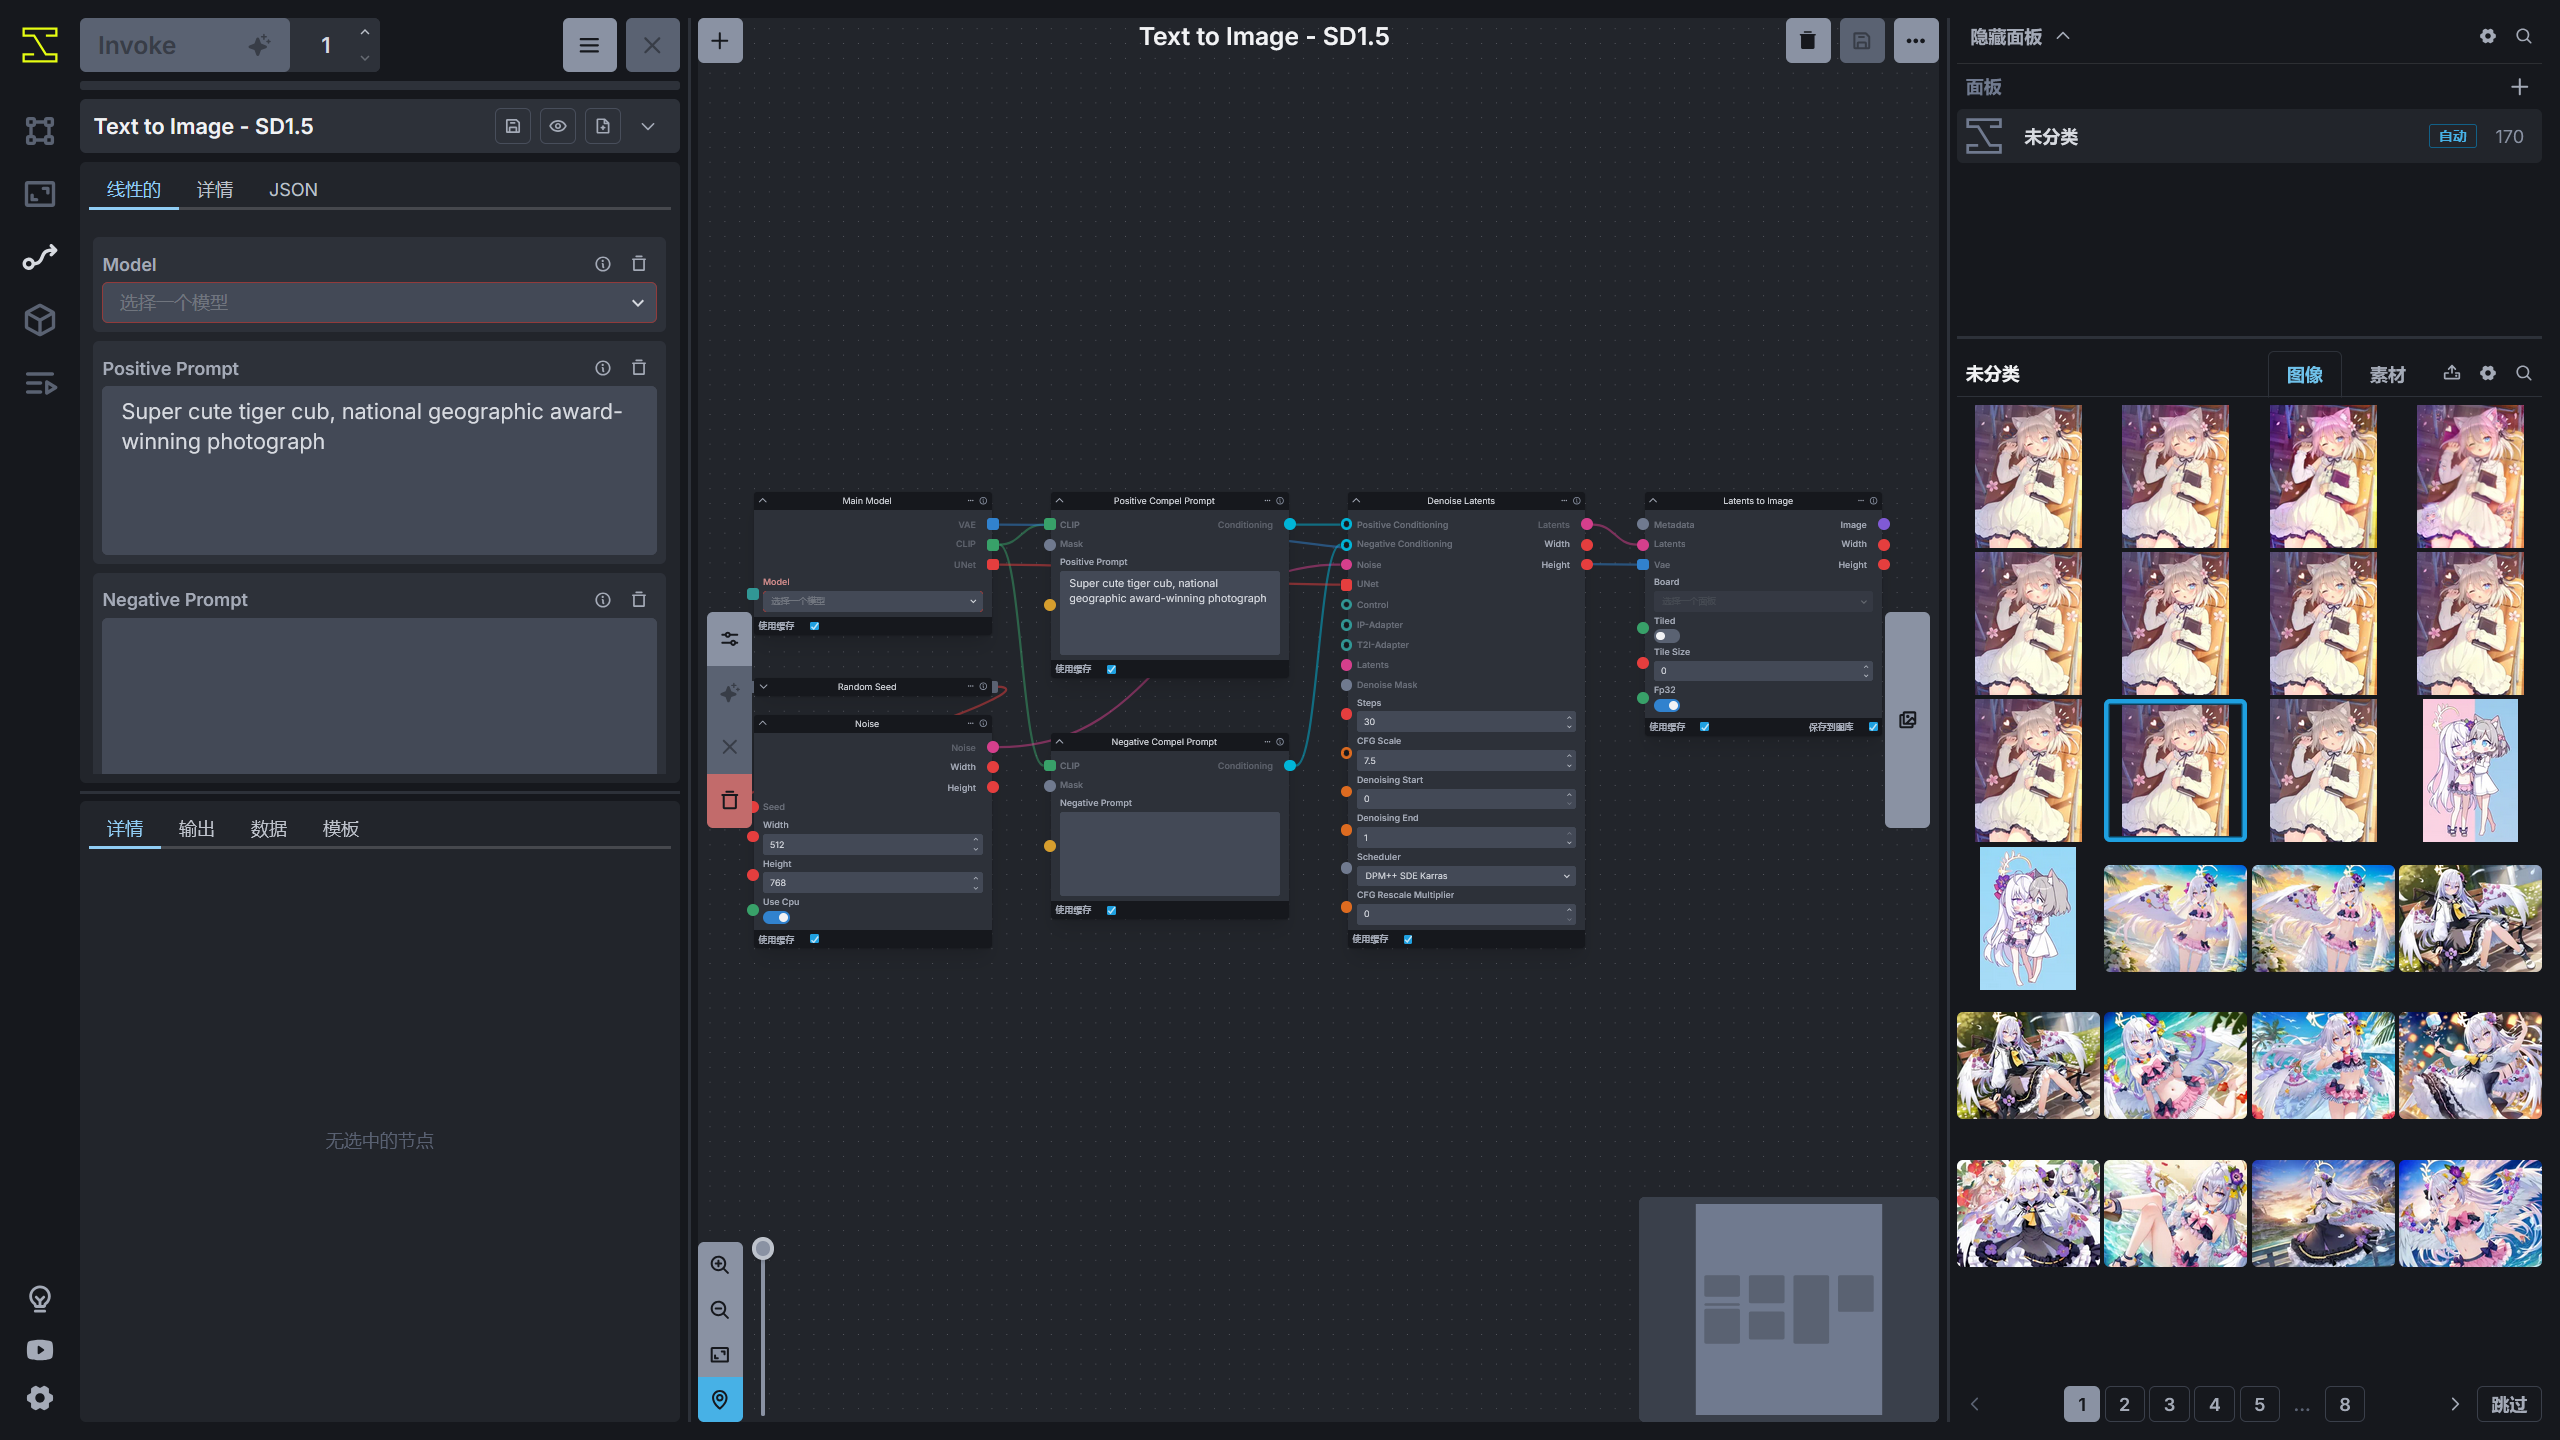 Invoke
1
Text to Image - SD1.5
线性的
详情
JSON
Model
选择一个模型
Positive Prompt
Super cute tiger cub, national geographic award-
winning photograph
Negative Prompt
详情
输出
数据
模板
无选中的节点
Text to Image - SD1.5
Main Model
VAE
CLIP
UNet
Model
选择一个模型
使用缓存
Random Seed
Noise
Noise
Width
Height
Seed
Width
512
Height
768
Use Cpu
使用缓存
Positive Compel Prompt
CLIP
Conditioning
Mask
Positive Prompt
Super cute tiger cub, national
geographic award-winning photograph
使用缓存
Negative Compel Prompt
CLIP
Conditioning
Mask
Negative Prompt
使用缓存
Denoise Latents
Positive Conditioning
Latents
Negative Conditioning
Width
Noise
Height
UNet
Control
IP-Adapter
T2I-Adapter
Latents
Denoise Mask
Steps
30
CFG Scale
7.5
Denoising Start
0
Denoising End
1
Scheduler
DPM++ SDE Karras
CFG Rescale Multiplier
0
使用缓存
Latents to Image
Metadata
Image
Latents
Width
Vae
Height
Board
选择一个面板
Tiled
Tile Size
0
Fp32
使用缓存
保存到图库
隐藏面板
面板
未分类
自动
170
未分类
图像
素材
1
2
3
4
5
...
8
跳过